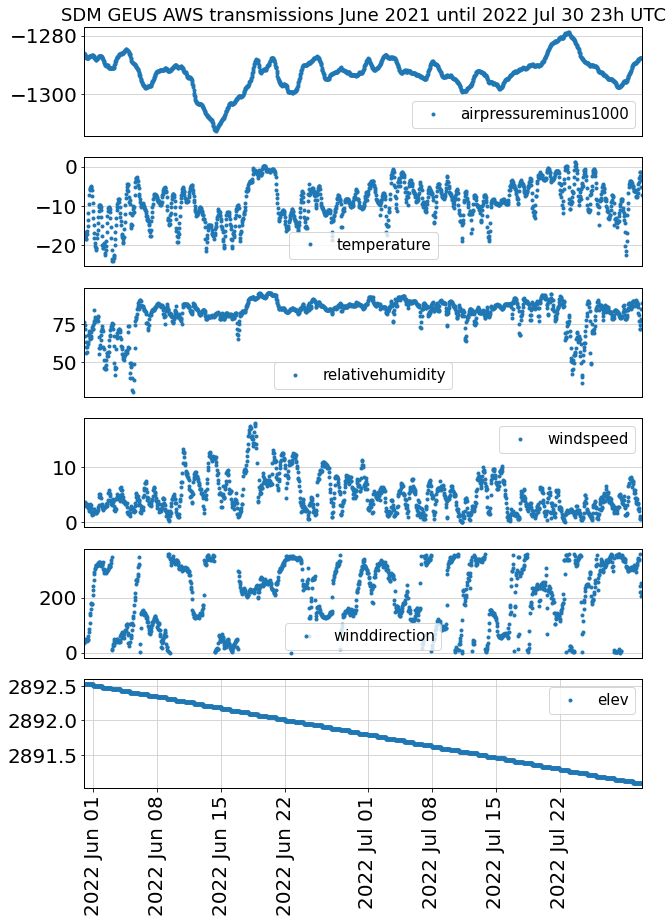 SDM GEUS AWS transmissions June 2021 until 2022 Jul 30 23h UTC
−1280
−1300
airpressureminus1000
0
−10
−20
temperature
75
50
relativehumidity
windspeed
10
0
200
0
winddirection
2892.5
2892.0
2891.5
elev
2022 Jun 01
2022 Jun 08
2022 Jun 15
2022 Jun 22
2022 Jul 01
2022 Jul 08
2022 Jul 15
2022 Jul 22